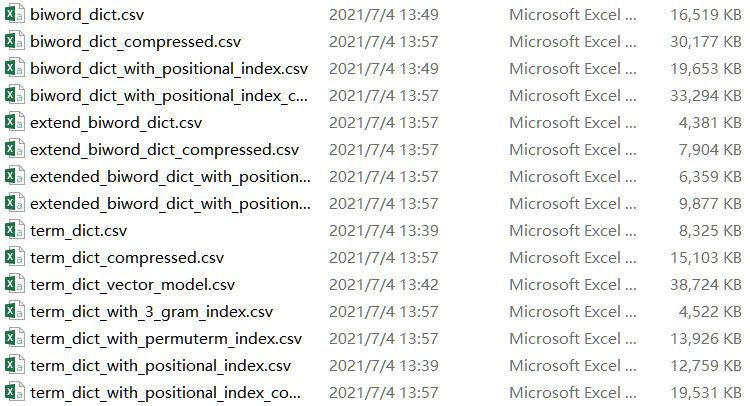 biword_dict.csv 2021/7/4 13:49 Microsoft Excel ... 16,519 KB
biword_dict_compressed.csv 2021/7/4 13:57 Microsoft Excel ... 30,177 KB
biword_dict_with_positional_index.csv 2021/7/4 13:49 Microsoft Excel ... 19,653 KB
biword_dict_with_positional_index_c... 2021/7/4 13:57 Microsoft Excel ... 33,294 KB
extend_biword_dict.csv 2021/7/4 13:57 Microsoft Excel ... 4,381 KB
extend_biword_dict_compressed.csv 2021/7/4 13:57 Microsoft Excel ... 7,904 KB
extended_biword_dict_with_position... 2021/7/4 13:57 Microsoft Excel ... 6,359 KB
extended_biword_dict_with_position... 2021/7/4 13:57 Microsoft Excel ... 9,877 KB
term_dict.csv 2021/7/4 13:39 Microsoft Excel ... 8,325 KB
term_dict_compressed.csv 2021/7/4 13:57 Microsoft Excel ... 15,103 KB
term_dict_vector_model.csv 2021/7/4 13:42 Microsoft Excel ... 38,724 KB
term_dict_with_3_gram_index.csv 2021/7/4 13:57 Microsoft Excel ... 4,522 KB
term_dict_with_permuterm_index.csv 2021/7/4 13:57 Microsoft Excel ... 13,926 KB
term_dict_with_positional_index.csv 2021/7/4 13:39 Microsoft Excel ... 12,759 KB
term_dict_with_positional_index_co... 2021/7/4 13:57 Microsoft Excel ... 19,531 KB